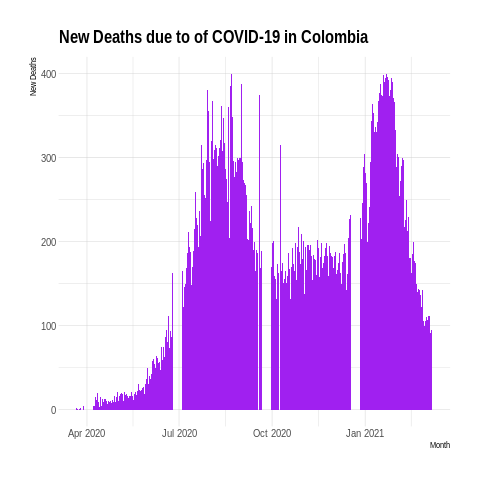 New Deaths due to of COVID-19 in Colombia
New Deaths
400
300
200
100
0
Apr 2020 Jul 2020 Oct 2020 Jan 2021
Month